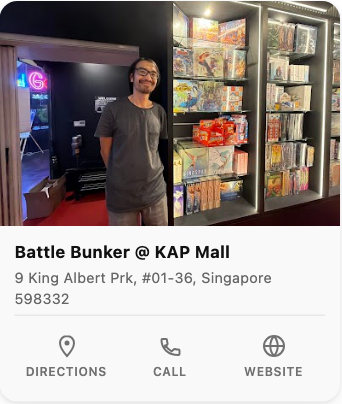 Battle Bunker @ KAP Mall
9 King Albert Prk, #01-36, Singapore
598332
DIRECTIONS
CALL
WEBSITE